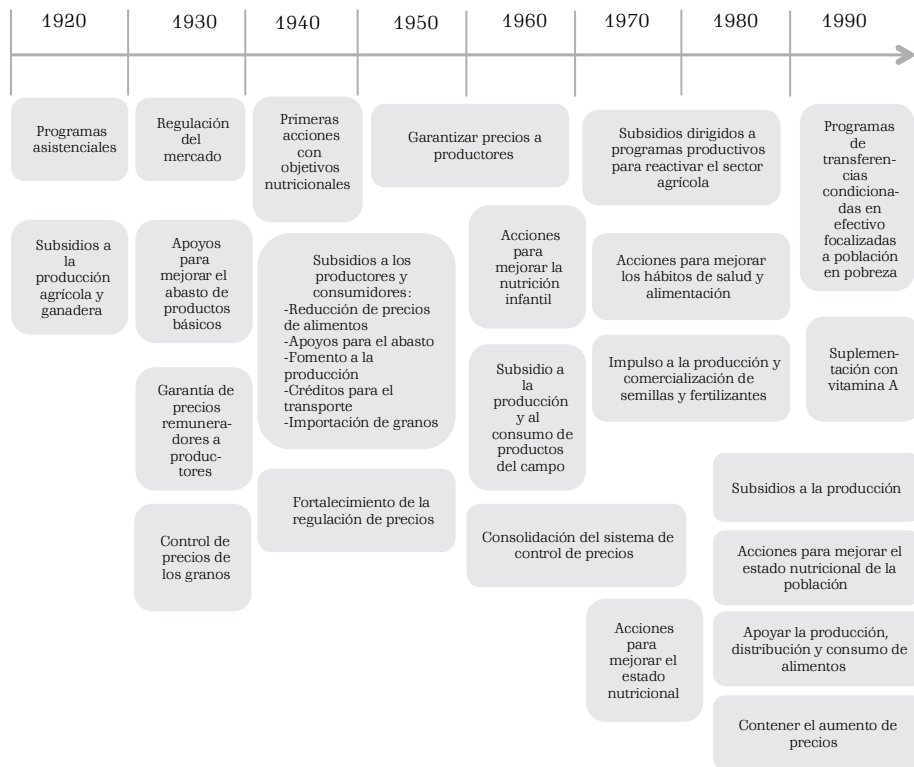 1920
1930
1940
1950
1960
1970
1980
1990
Programas
asistenciales
Regulación
del
mercado
Primeras
acciones
con
objetivos
nutricionales
Garantizar precios a
productores
Subsidios dirigidos a
programas productivos
para reactivar el sector
agrícola
Programas
de
transferen-
cias
condiciona-
das en
efectivo
focalizadas
a población
en pobreza
Subsidios a
la
producción
agrícola y
ganadera
Apoyos
para
mejorar el
abasto de
productos
básicos
Subsidios a los
productores y
consumidores:
-Reducción de precios
de alimentos
-Apoyos para el abasto
-Fomento a la
producción
-Créditos para el
transporte
-Importación de granos
Acciones
para
mejorar la
nutrición
infantil
Acciones para mejorar
los hábitos de salud y
alimentación
Suplemen-
tación con
vitamina A
Garantía de
precios
remunera-
dores a
produc-
tores
Subsidio a
la
producción
y al
consumo de
productos
del campo
Impulso a la producción y
comercialización de
semillas y fertilizantes
Subsidios a la producción
Control de
precios de
los granos
Fortalecimiento de la
regulación de precios
Consolidación del sistema de
control de precios
Acciones para mejorar el
estado nutricional de la
población
Acciones
para
mejorar el
estado
nutricional
Apoyar la producción,
distribución y consumo de
alimentos
Contener el aumento de
precios